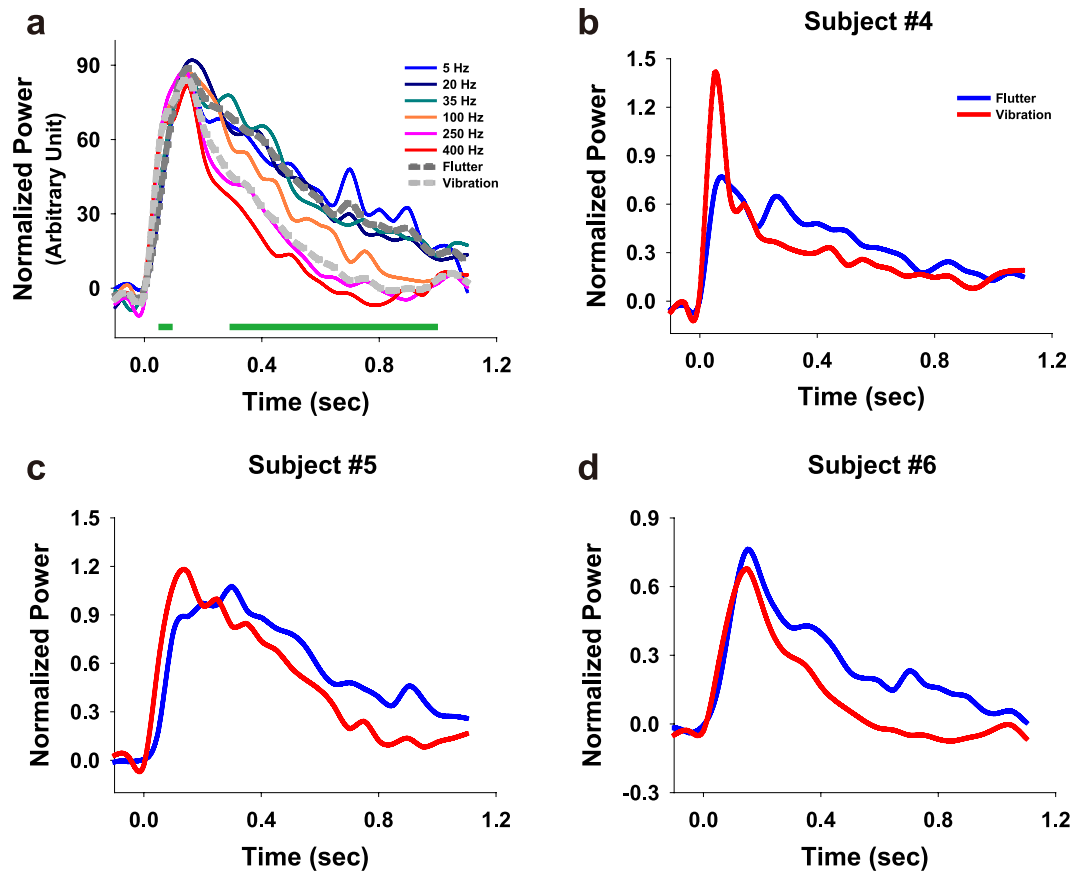 a
Normalized Power
(Arbitrary Unit)
90
60
30
0
0.0 0.4 0.8 1.2
Time (sec)
5 Hz
20 Hz
35 Hz
100 Hz
250 Hz
400 Hz
Flutter
Vibration
b
Subject #4
Normalized Power
1.5
1.2
0.9
0.6
0.3
0.0
0.0 0.4 0.8 1.2
Time (sec)
Flutter
Vibration
c
Subject #5
Normalized Power
1.5
1.2
0.9
0.6
0.3
0.0
0.0 0.4 0.8 1.2
Time (sec)
d
Subject #6
Normalized Power
0.9
0.6
0.3
0.0
-0.3
0.0 0.4 0.8 1.2
Time (sec)